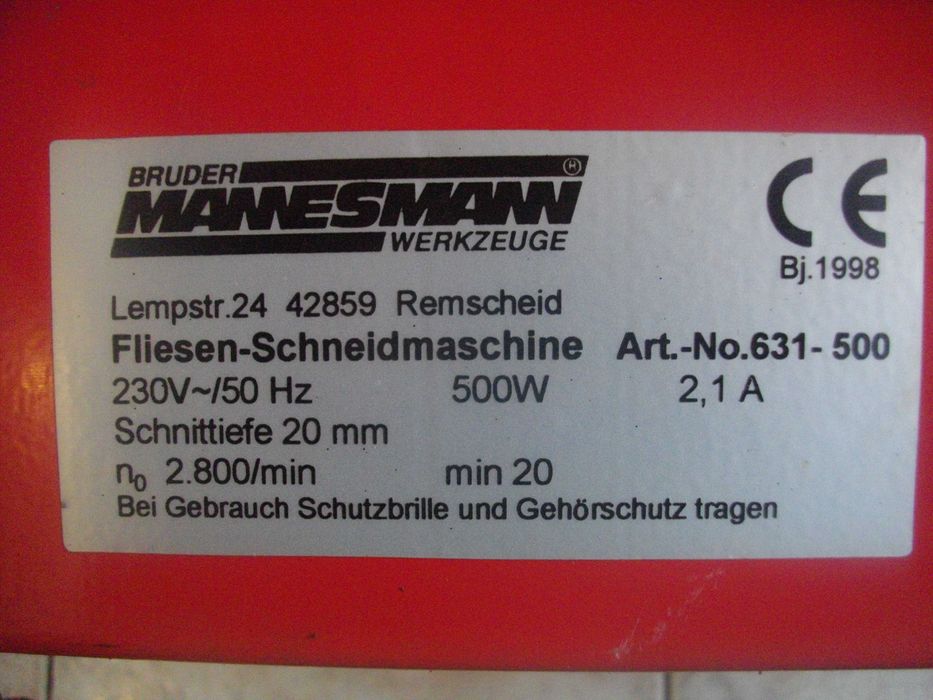 BRUDER
MANNESMANN
WERKZEUGE
CE
Bj.1998
Lempstr.24 42859 Remscheid
Fliesen-Schneidmaschine Art.-No.631-500
230V~/50 Hz 500W 2,1 A
Schnittiefe 20 mm
n₀ 2.800/min min 20
Bei Gebrauch Schutzbrille und Gehörschutz tragen